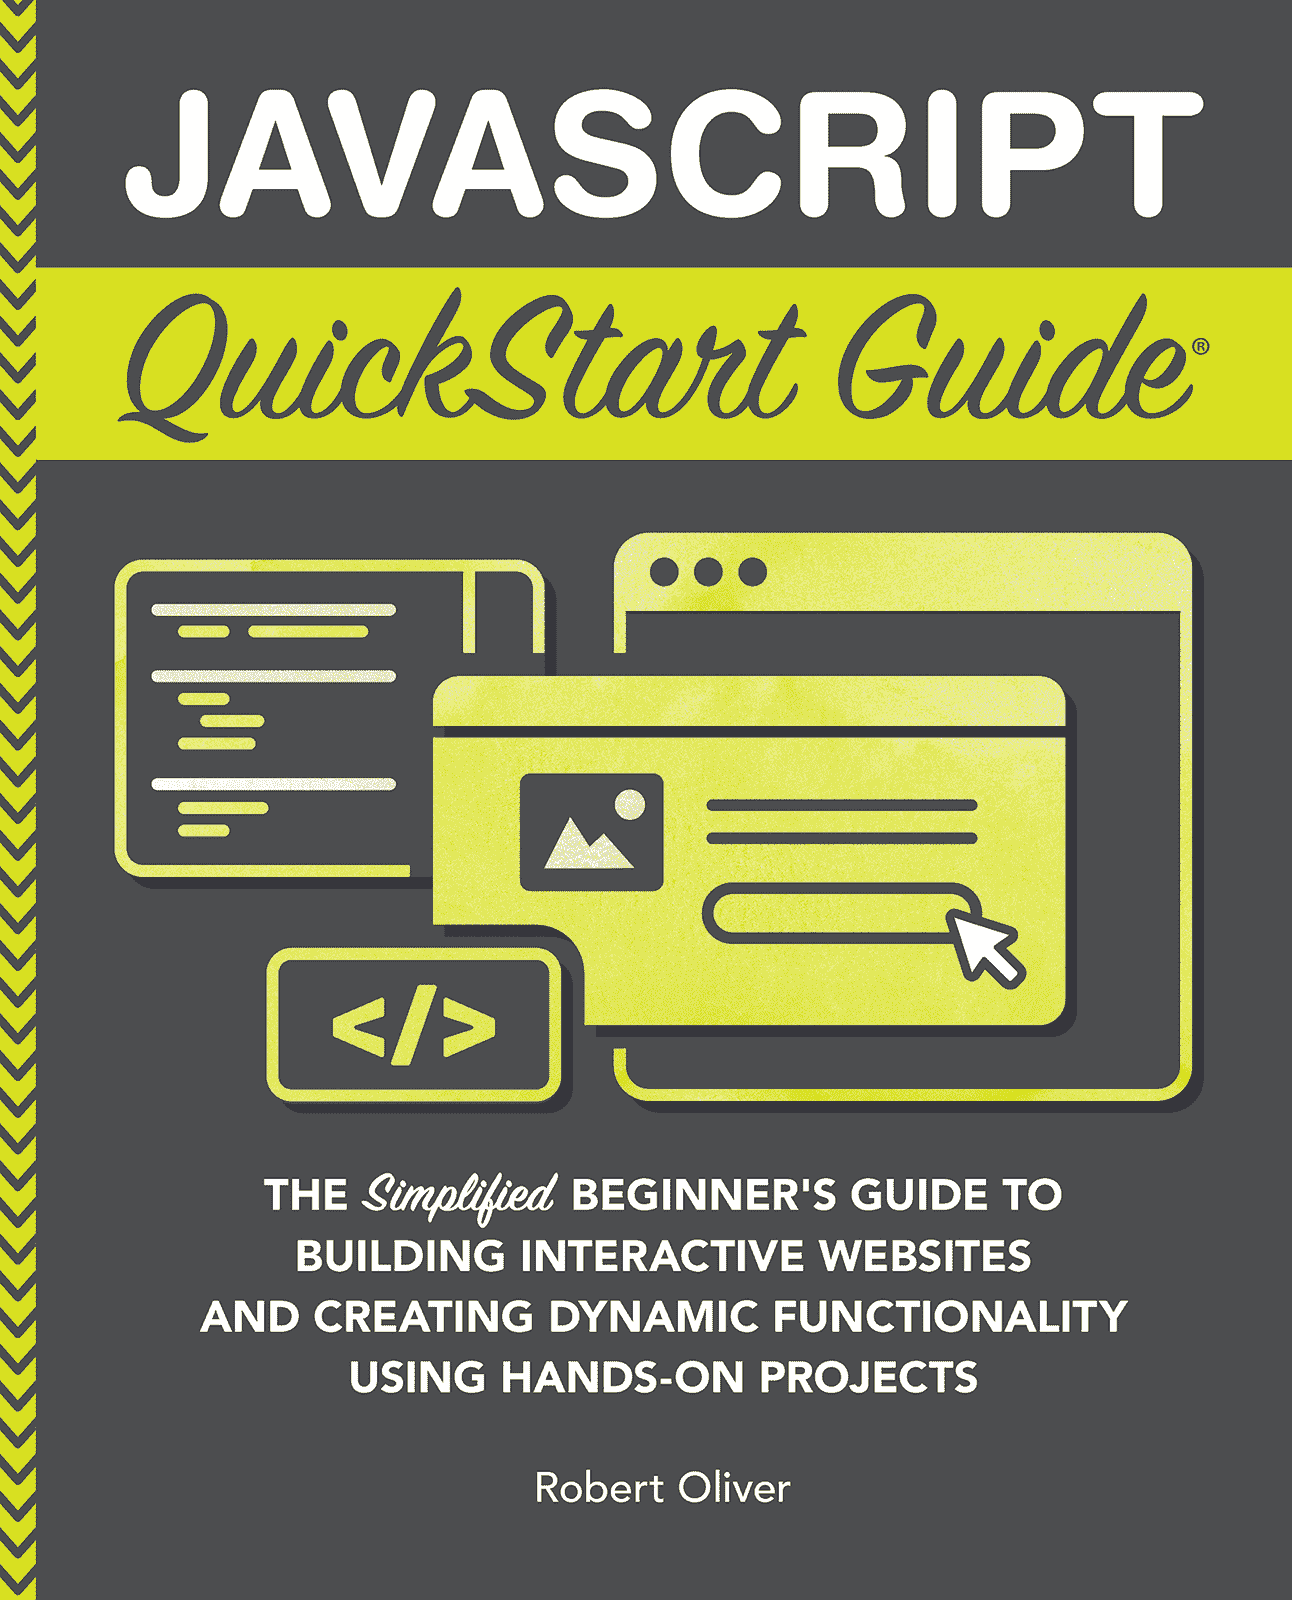 JAVASCRIPT
QuickStart Guide®
</>
THE Simplified BEGINNER'S GUIDE TO
BUILDING INTERACTIVE WEBSITES
AND CREATING DYNAMIC FUNCTIONALITY
USING HANDS-ON PROJECTS
Robert Oliver